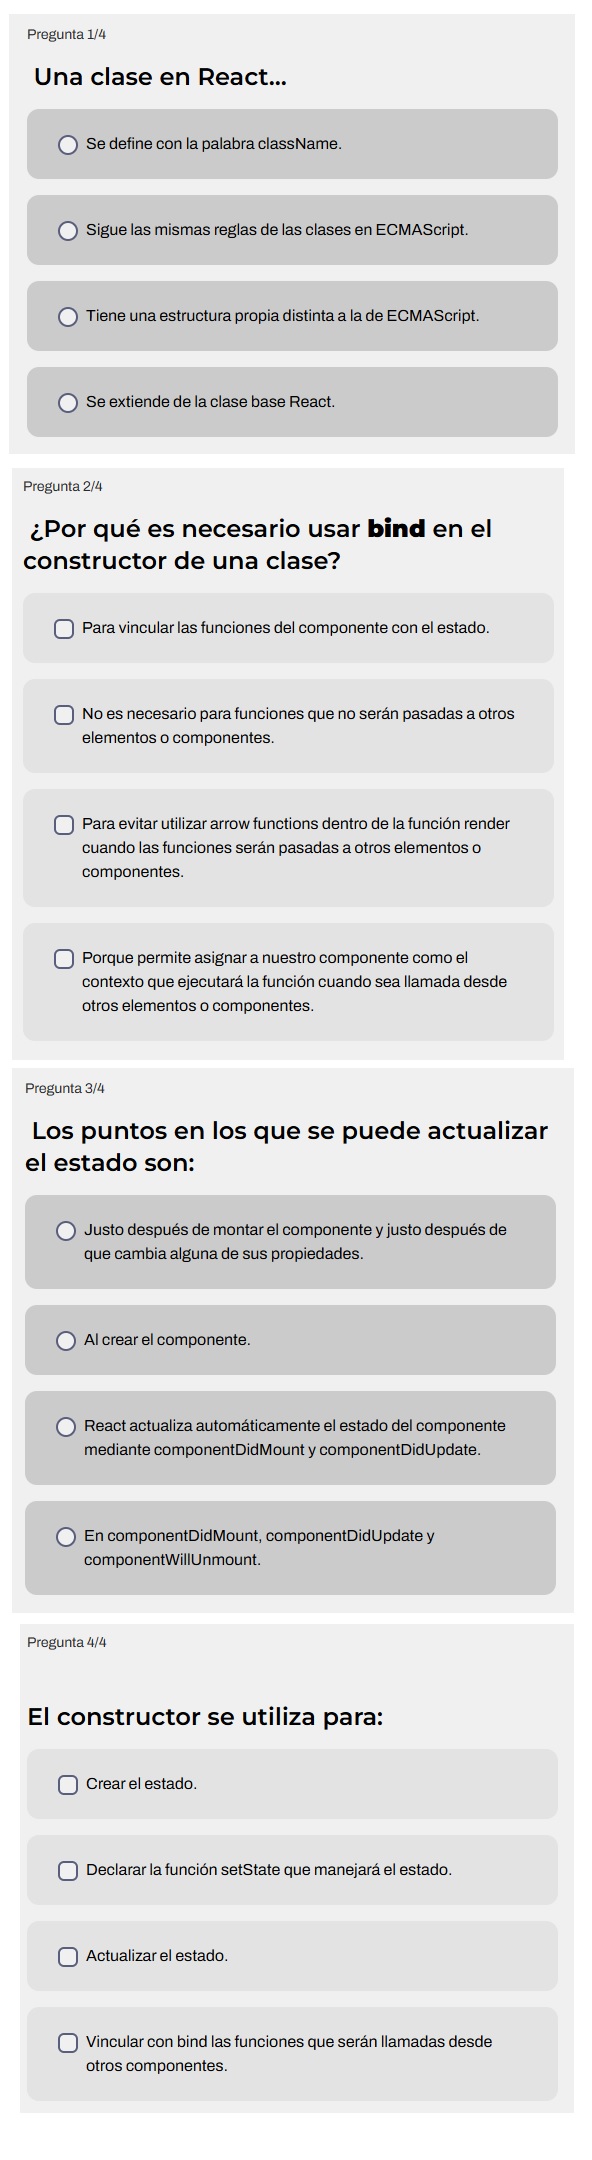 Pregunta 1/4
Una clase en React...
Se define con la palabra className.
Sigue las mismas reglas de las clases en ECMAScript.
Tiene una estructura propia distinta a la de ECMAScript.
Se extiende de la clase base React.
Pregunta 2/4
¿Por qué es necesario usar bind en el
constructor de una clase?
Para vincular las funciones del componente con el estado.
No es necesario para funciones que no serán pasadas a otros
elementos o componentes.
Para evitar utilizar arrow functions dentro de la función render
cuando las funciones serán pasadas a otros elementos o
componentes.
Porque permite asignar a nuestro componente como el
contexto que ejecutará la función cuando sea llamada desde
otros elementos o componentes.
Pregunta 3/4
Los puntos en los que se puede actualizar
el estado son:
Justo después de montar el componente y justo después de
que cambia alguna de sus propiedades.
Al crear el componente.
React actualiza automáticamente el estado del componente
mediante componentDidMount y componentDidUpdate.
En componentDidMount, componentDidUpdate y
componentWillUnmount.
Pregunta 4/4
El constructor se utiliza para:
Crear el estado.
Declarar la función setState que manejará el estado.
Actualizar el estado.
Vincular con bind las funciones que serán llamadas desde
otros componentes.